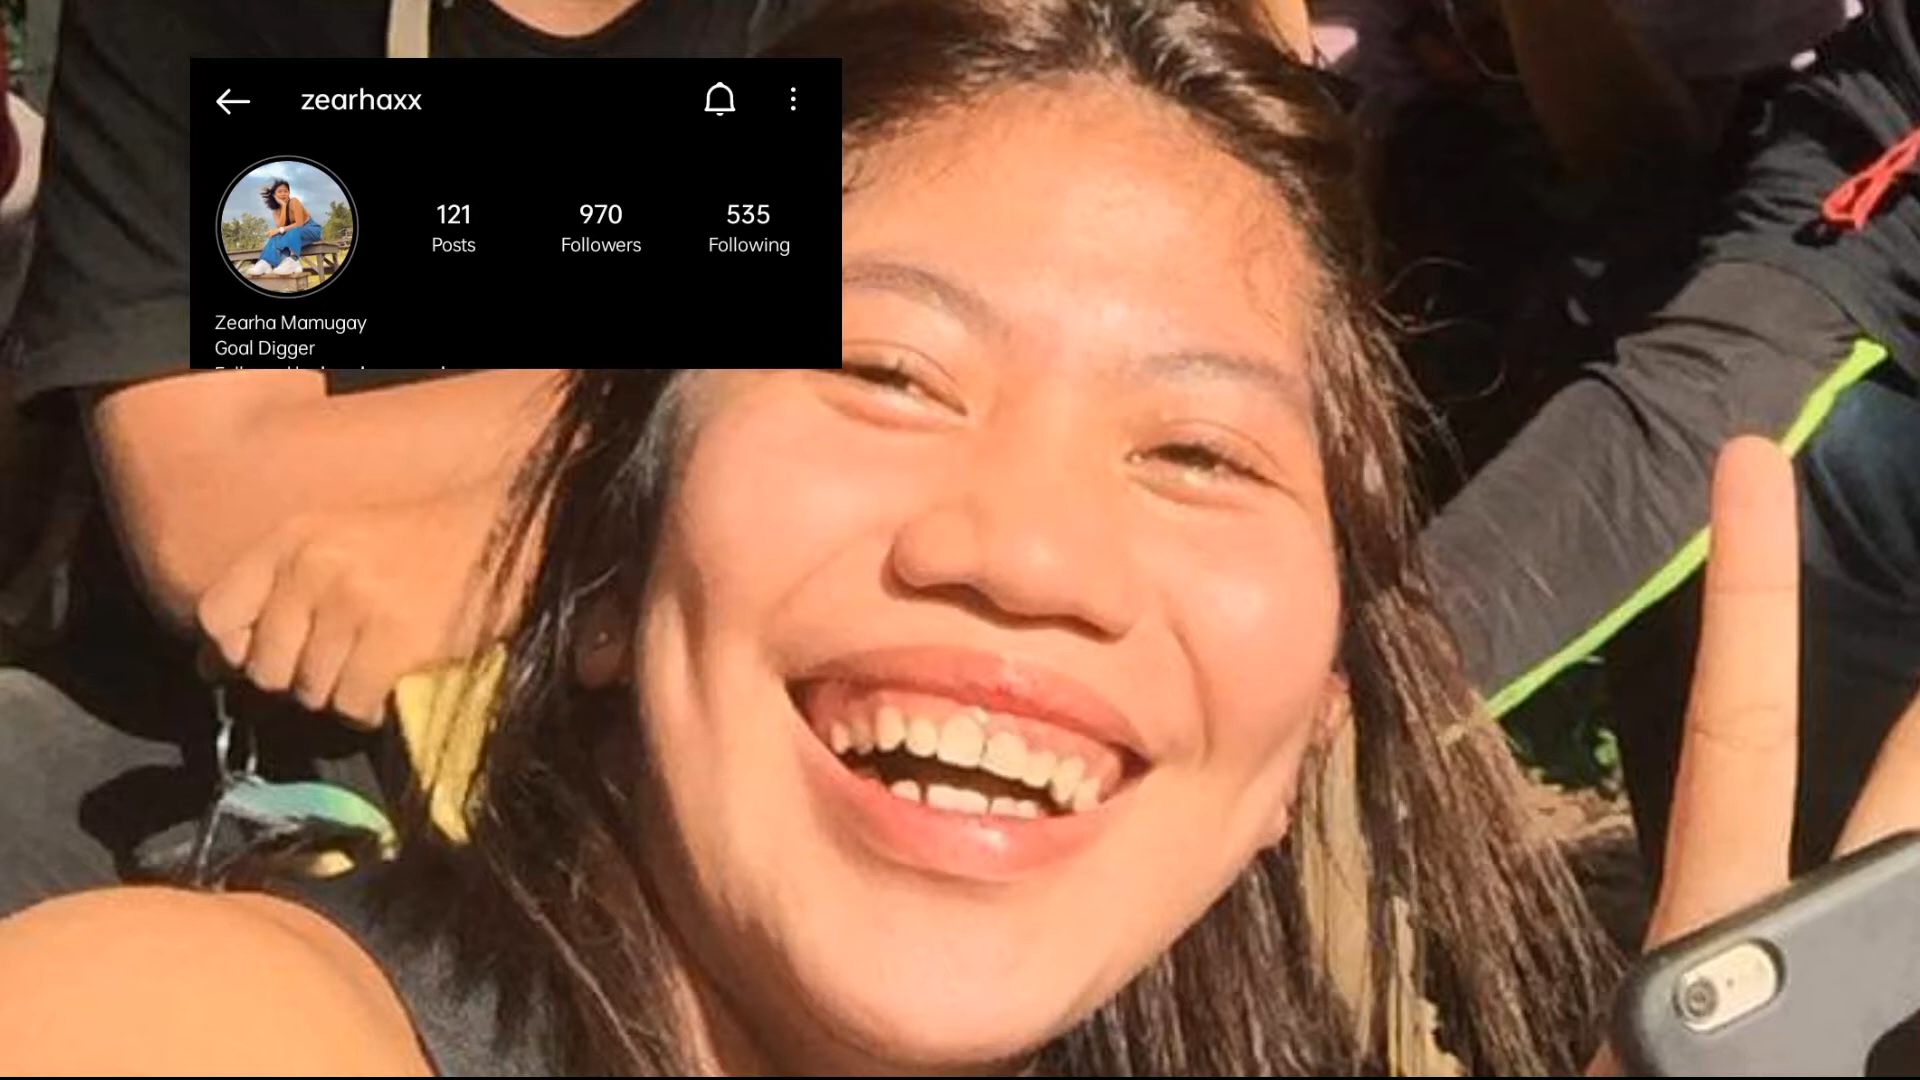 zearhaxx
121 970 535
Posts Followers Following
Zearha Mamugay
Goal Digger